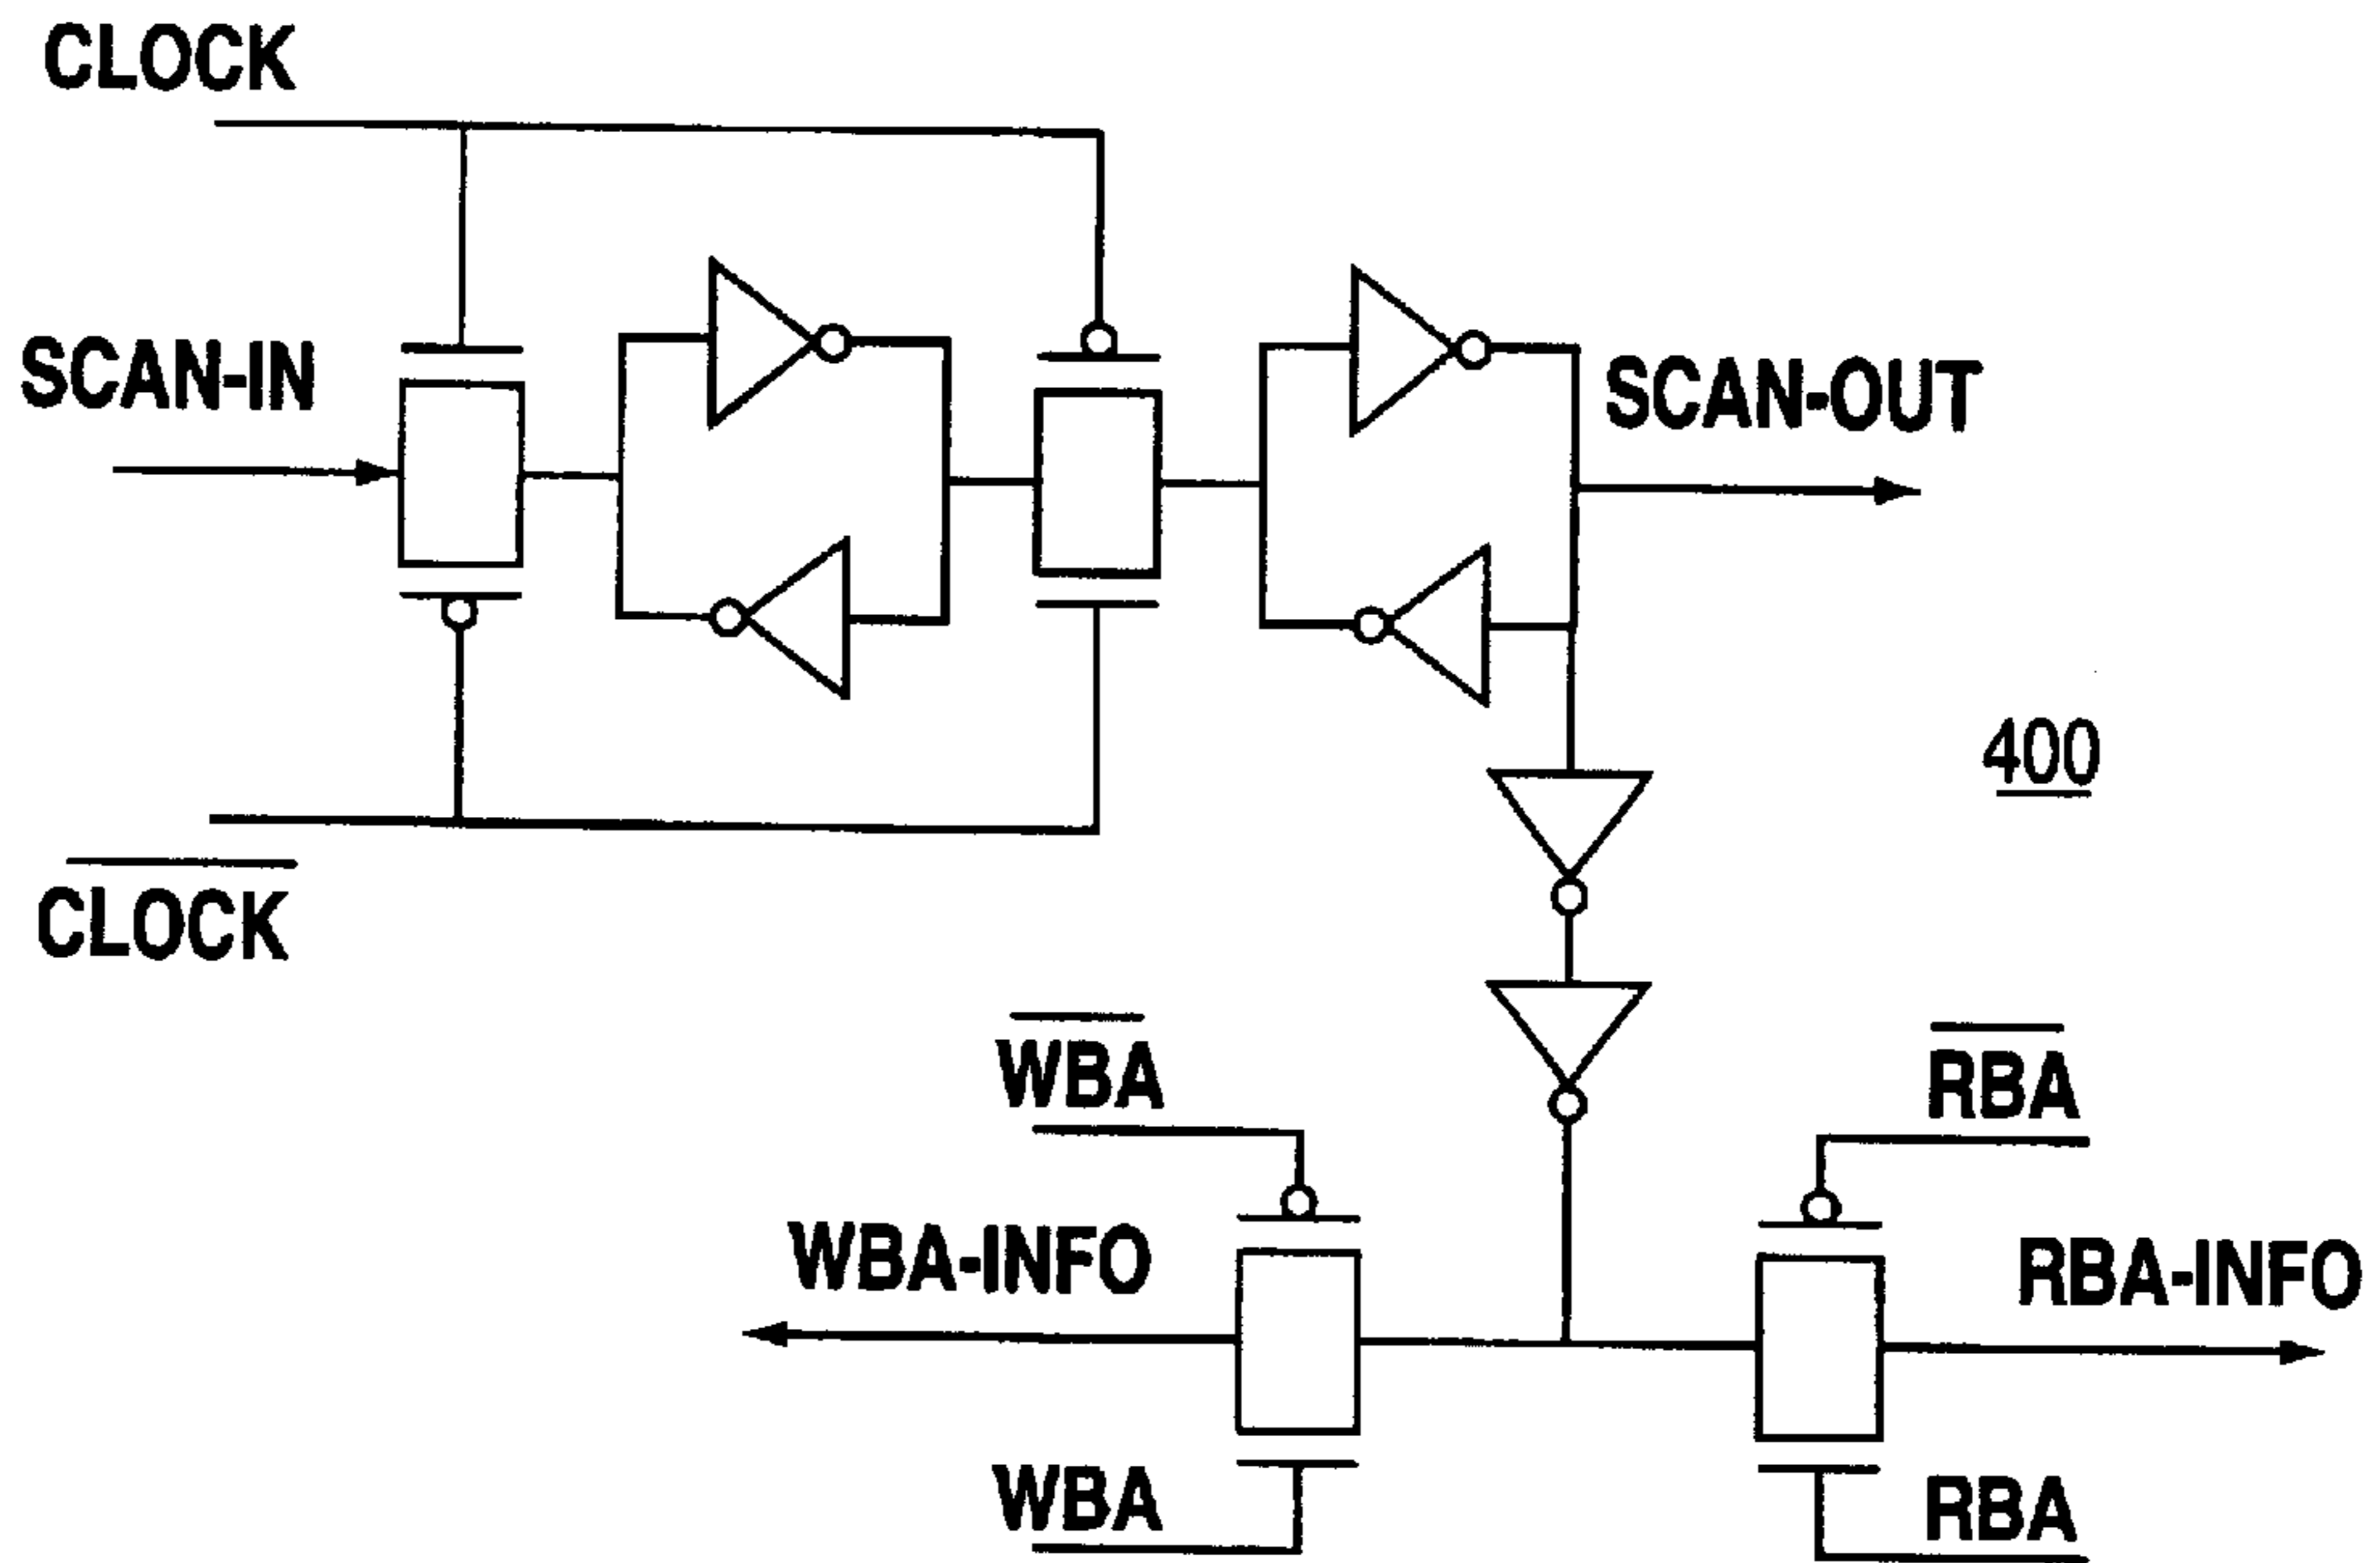 CLOCK
SCAN-IN
SCAN-OUT
400
CLOCK
WBA
RBA
WBA-INFO
RBA-INFO
WBA
RBA